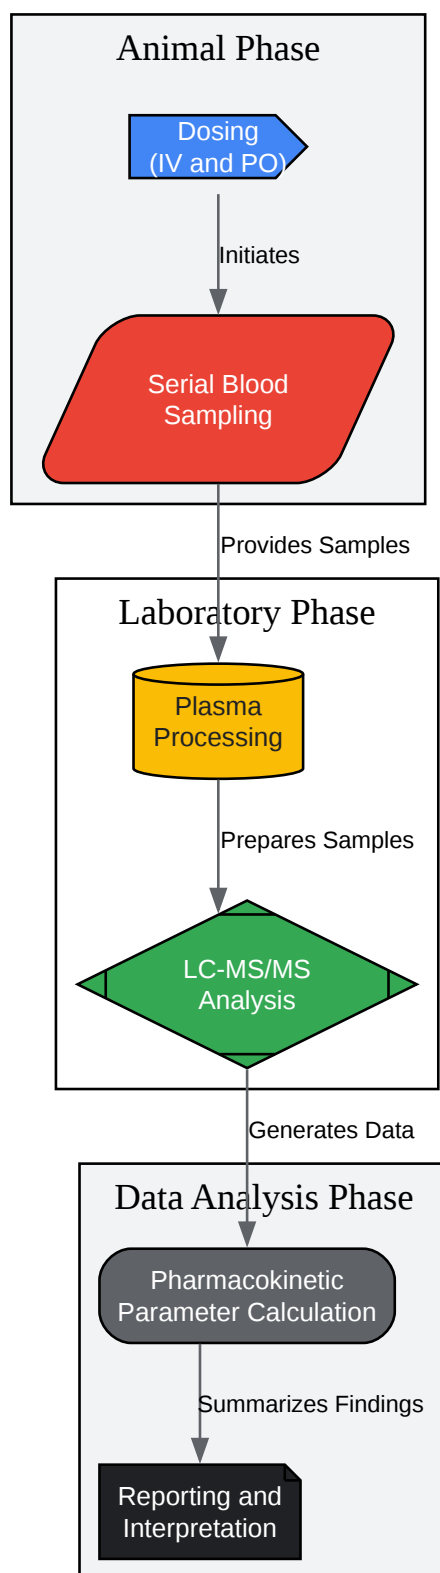 Animal Phase
Dosing
(IV and PO)
Initiates
Serial Blood
Sampling
Provides Samples
Laboratory Phase
Plasma
Processing
Prepares Samples
LC-MS/MS
Analysis
Generates Data
Data Analysis Phase
Pharmacokinetic
Parameter Calculation
Summarizes Findings
Reporting and
Interpretation